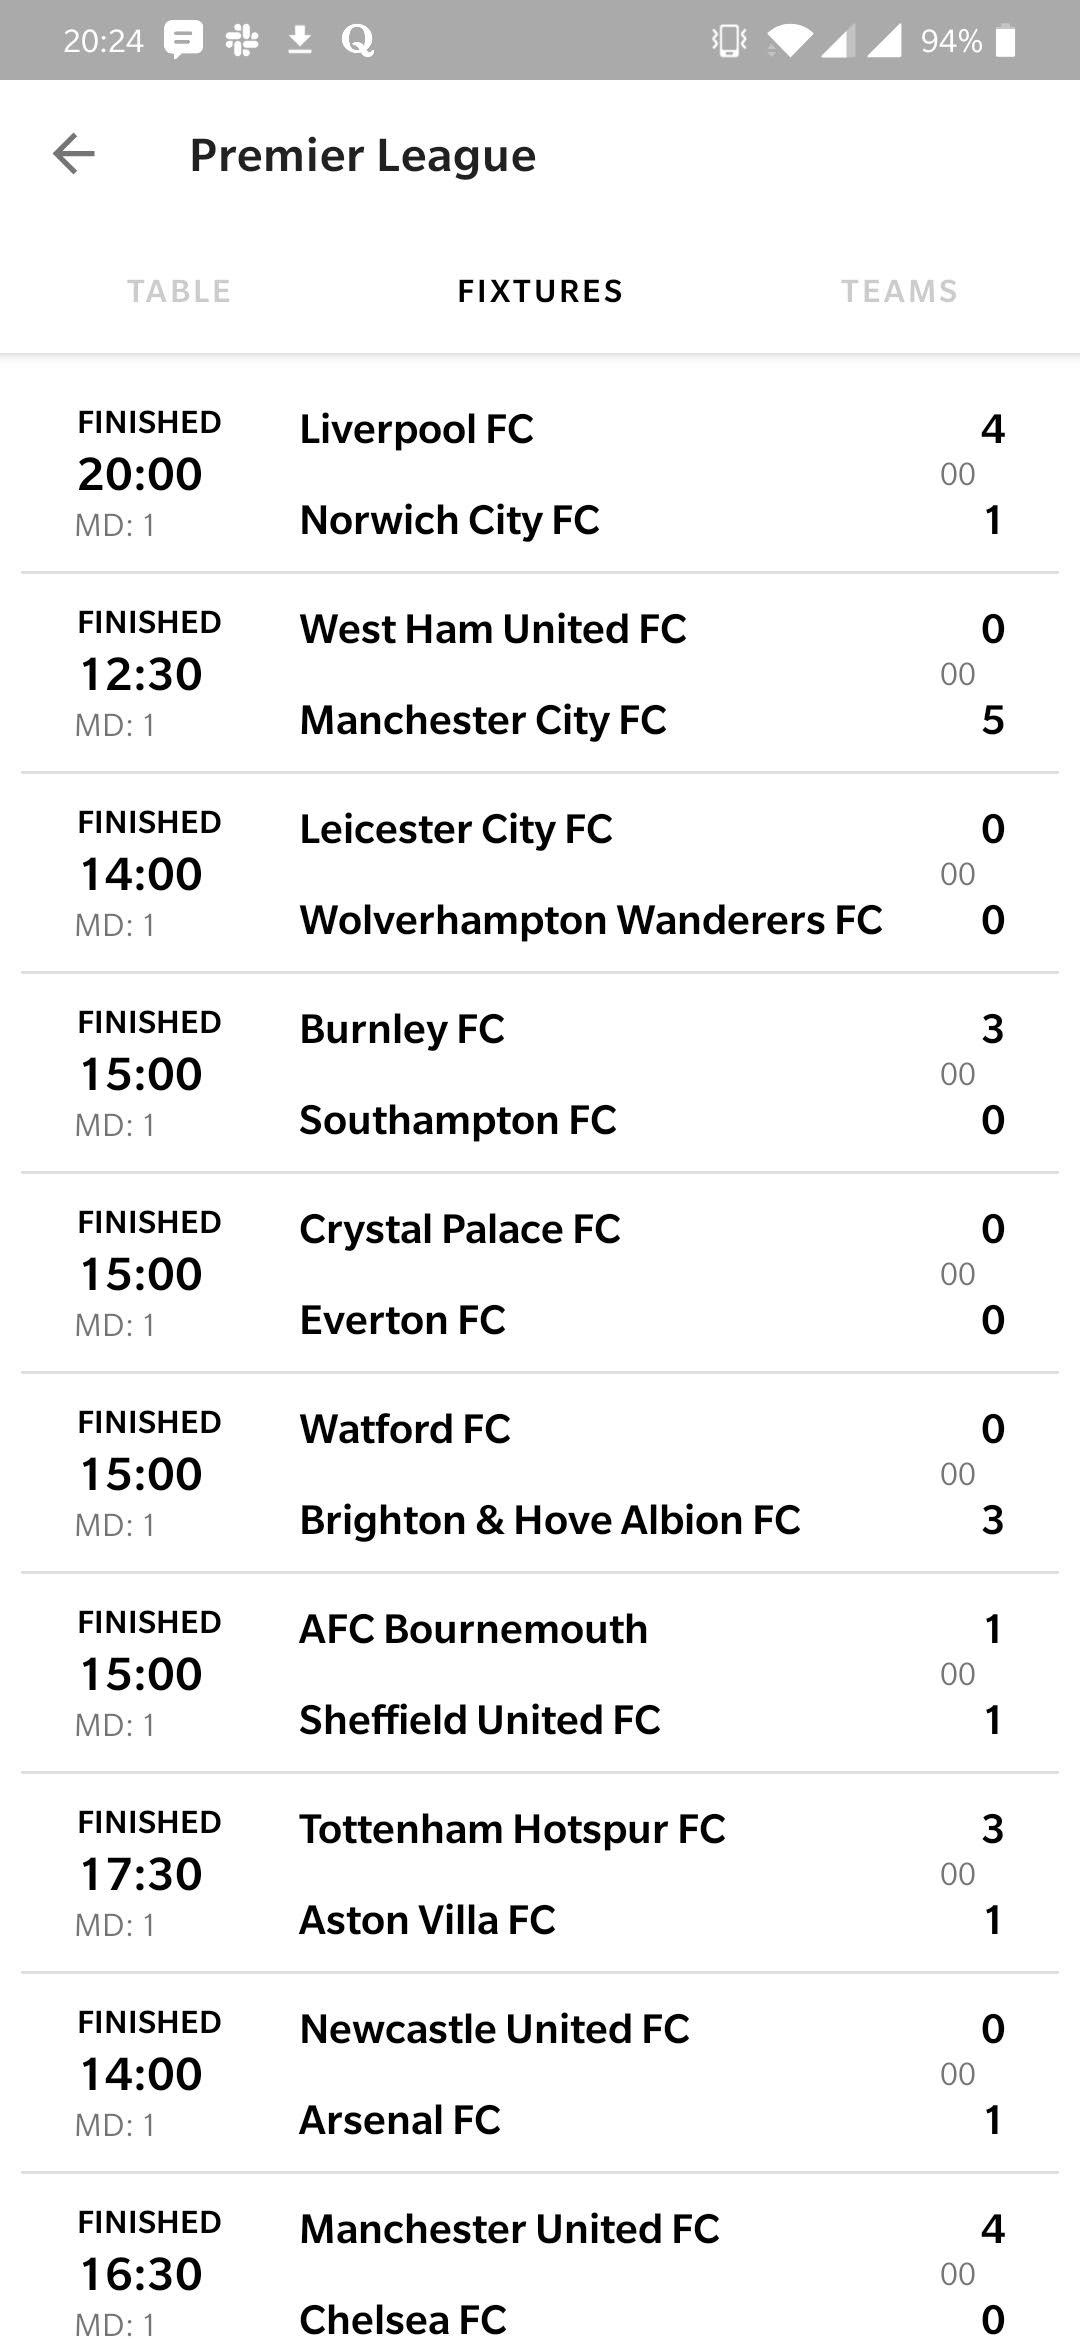 20:24 94%
Premier League
TABLE FIXTURES TEAMS
FINISHED Liverpool FC 4
20:00 00
MD: 1 Norwich City FC 1
FINISHED West Ham United FC 0
12:30 00
MD: 1 Manchester City FC 5
FINISHED Leicester City FC 0
14:00 00
MD: 1 Wolverhampton Wanderers FC 0
FINISHED Burnley FC 3
15:00 00
MD: 1 Southampton FC 0
FINISHED Crystal Palace FC 0
15:00 00
MD: 1 Everton FC 0
FINISHED Watford FC 0
15:00 00
MD: 1 Brighton & Hove Albion FC 3
FINISHED AFC Bournemouth 1
15:00 00
MD: 1 Sheffield United FC 1
FINISHED Tottenham Hotspur FC 3
17:30 00
MD: 1 Aston Villa FC 1
FINISHED Newcastle United FC 0
14:00 00
MD: 1 Arsenal FC 1
FINISHED Manchester United FC 4
16:30 00
MD: 1 Chelsea FC 0